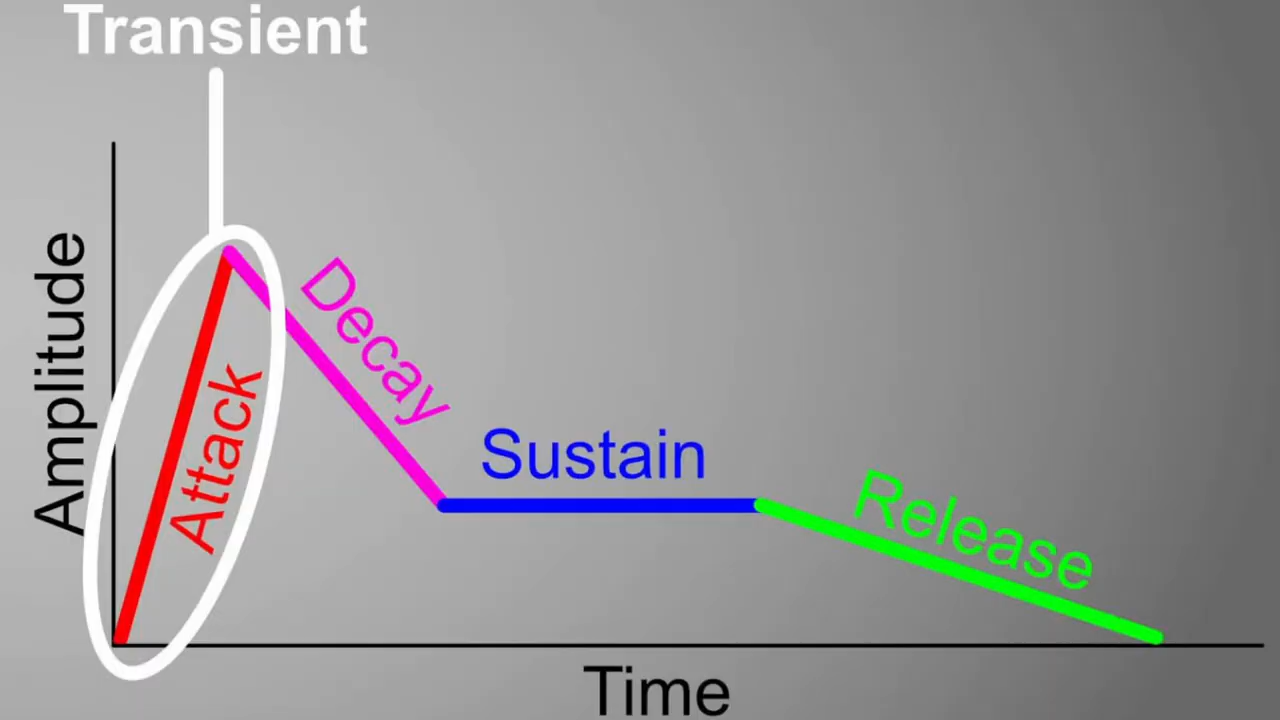 Transient
Amplitude
Attack
Decay
Sustain
Release
Time